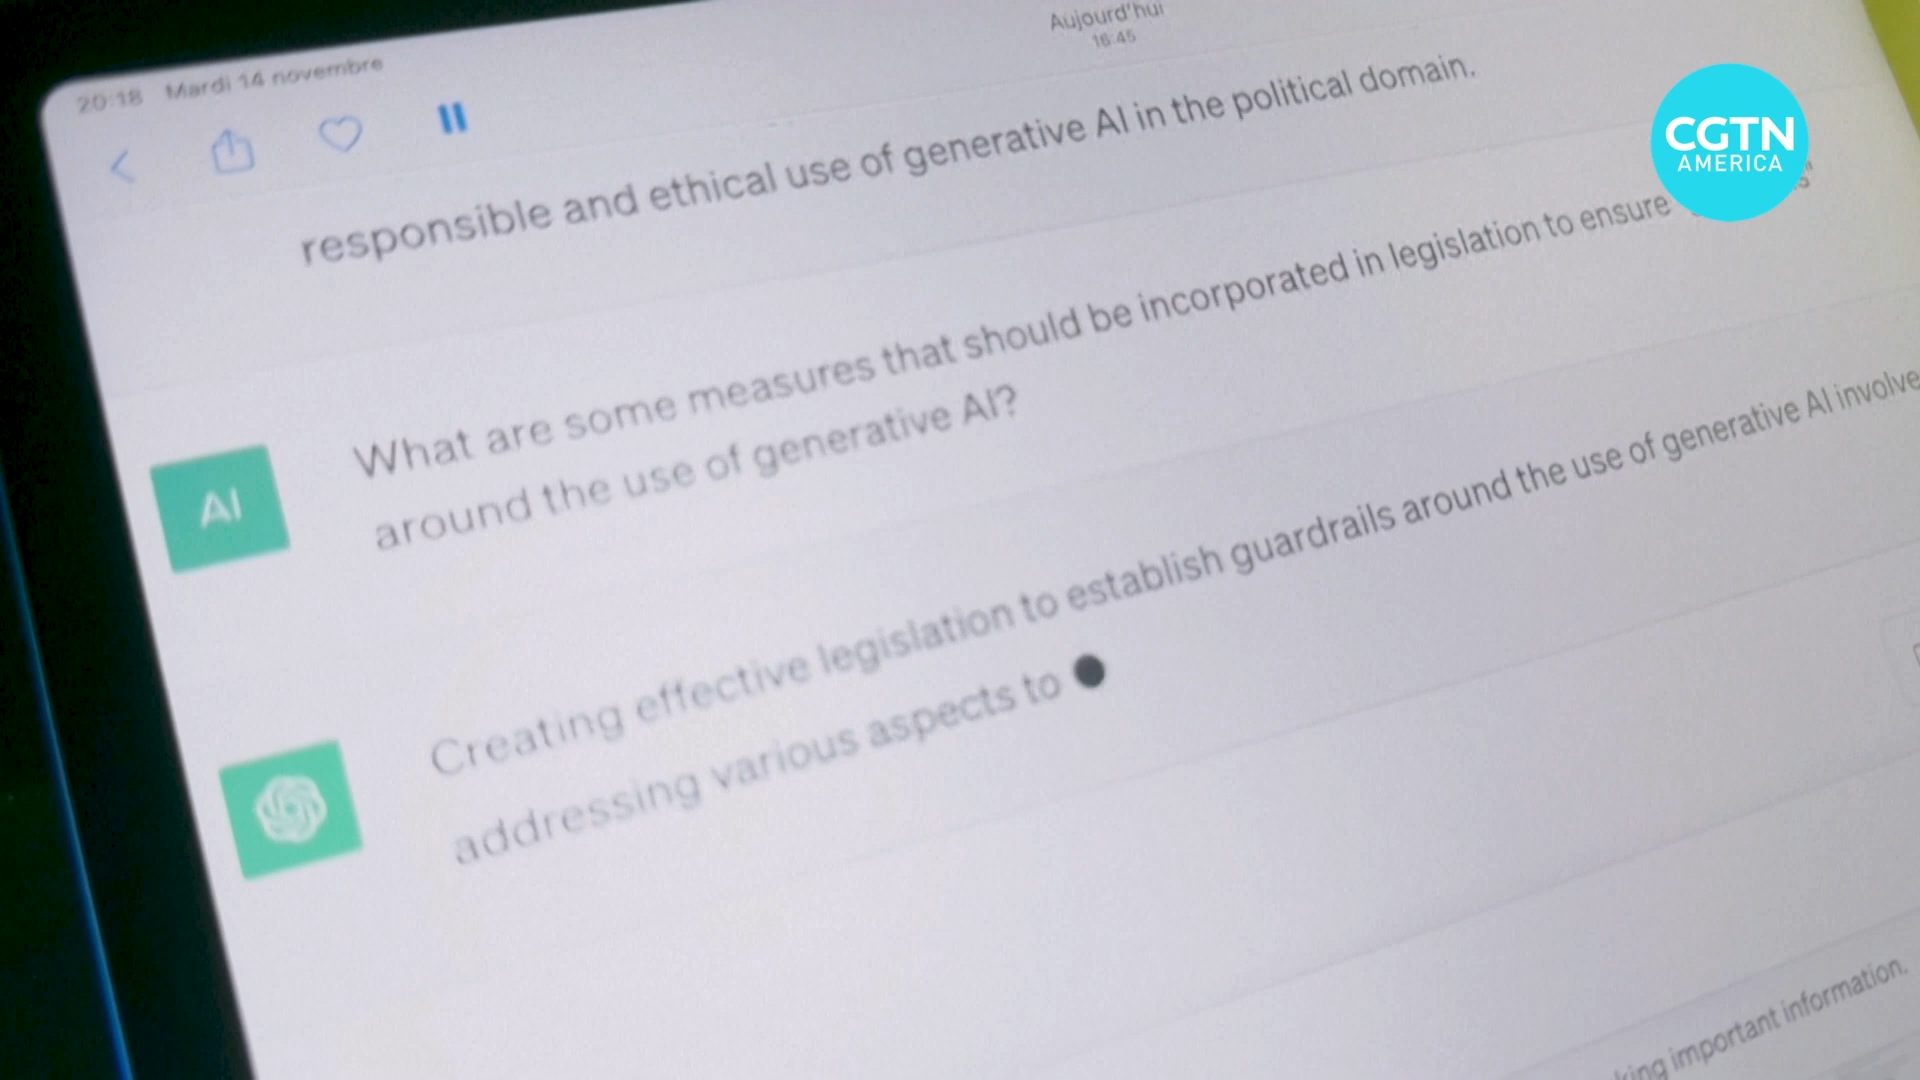 Aujourd'hui
16:45
20:18 Mardi 14 novembre
responsible and ethical use of generative AI in the political domain.
CGTN
AMERICA
AI
What are some measures that should be incorporated in legislation to ensure
around the use of generative AI?
Creating effective legislation to establish guardrails around the use of generative AI involve
addressing various aspects to
important information.